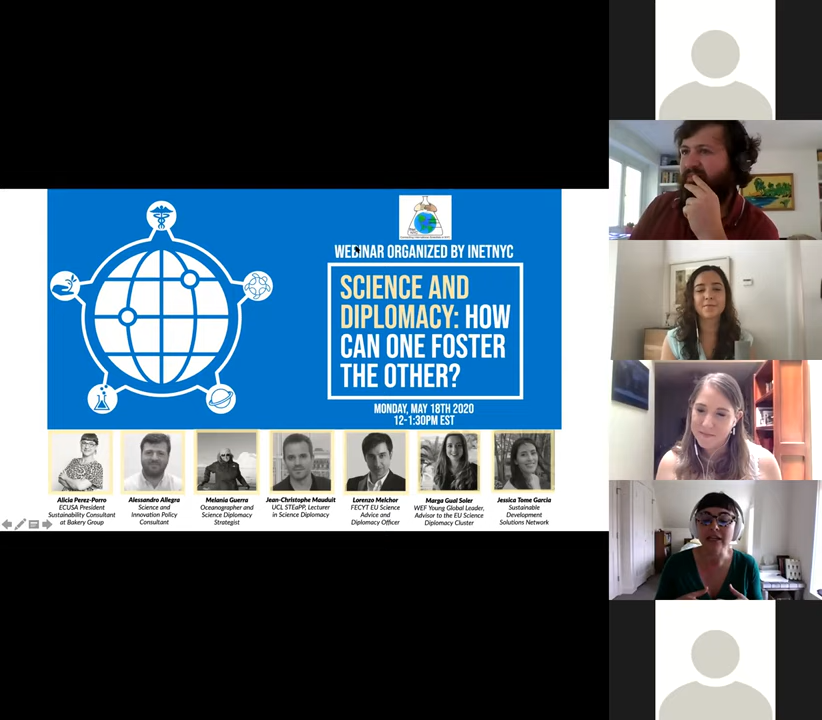 WEBINAR ORGANIZED BY INETNYC
SCIENCE AND
DIPLOMACY: HOW
CAN ONE FOSTER
THE OTHER?
MONDAY, MAY 18TH 2020
12-1:30PM EST
Alicia Perez-Porro
ECUSA President
Sustainability Consultant
at Bakery Group
Alessandro Allegra
Science and
Innovation Policy
Consultant
Melania Guerra
Oceanographer and
Science Diplomacy
Strategist
Jean-Christophe Mauduit
UCL STEaPP, Lecturer
in Science Diplomacy
Lorenzo Melchor
FECYT EU Science
Advice and
Diplomacy Officer
Marga Gual Soler
WEF Young Global Leader,
Advisor to the EU Science
Diplomacy Cluster
Jessica Tome Garcia
Sustainable
Development
Solutions Network